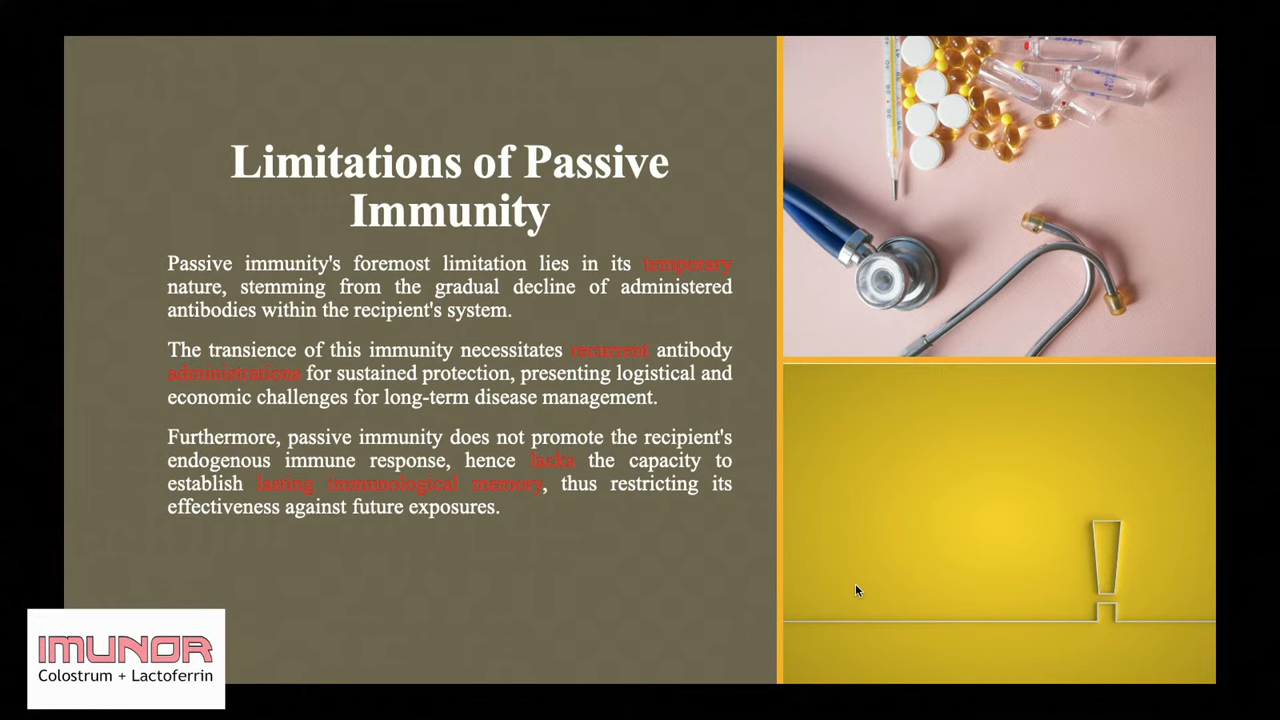 Limitations of Passive
Immunity
Passive immunity's foremost limitation lies in its temporary
nature, stemming from the gradual decline of administered
antibodies within the recipient's system.
The transience of this immunity necessitates recurrent antibody
administrations for sustained protection, presenting logistical and
economic challenges for long-term disease management.
Furthermore, passive immunity does not promote the recipient's
endogenous immune response, hence lacks the capacity to
establish lasting immunological memory, thus restricting its
effectiveness against future exposures.
!
IMUNOR
Colostrum + Lactoferrin